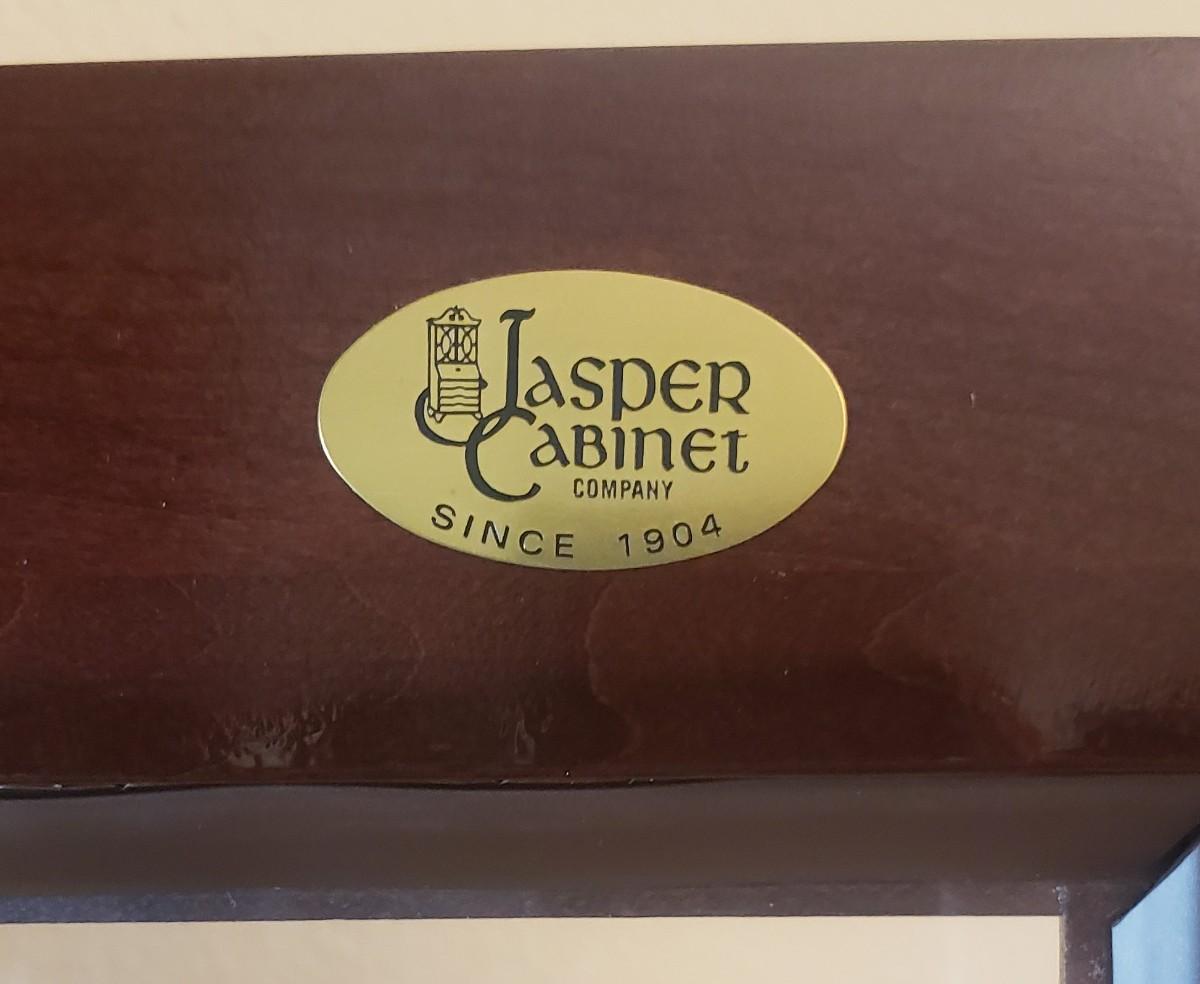 Jasper
Cabinet
COMPANY
SINCE 1904